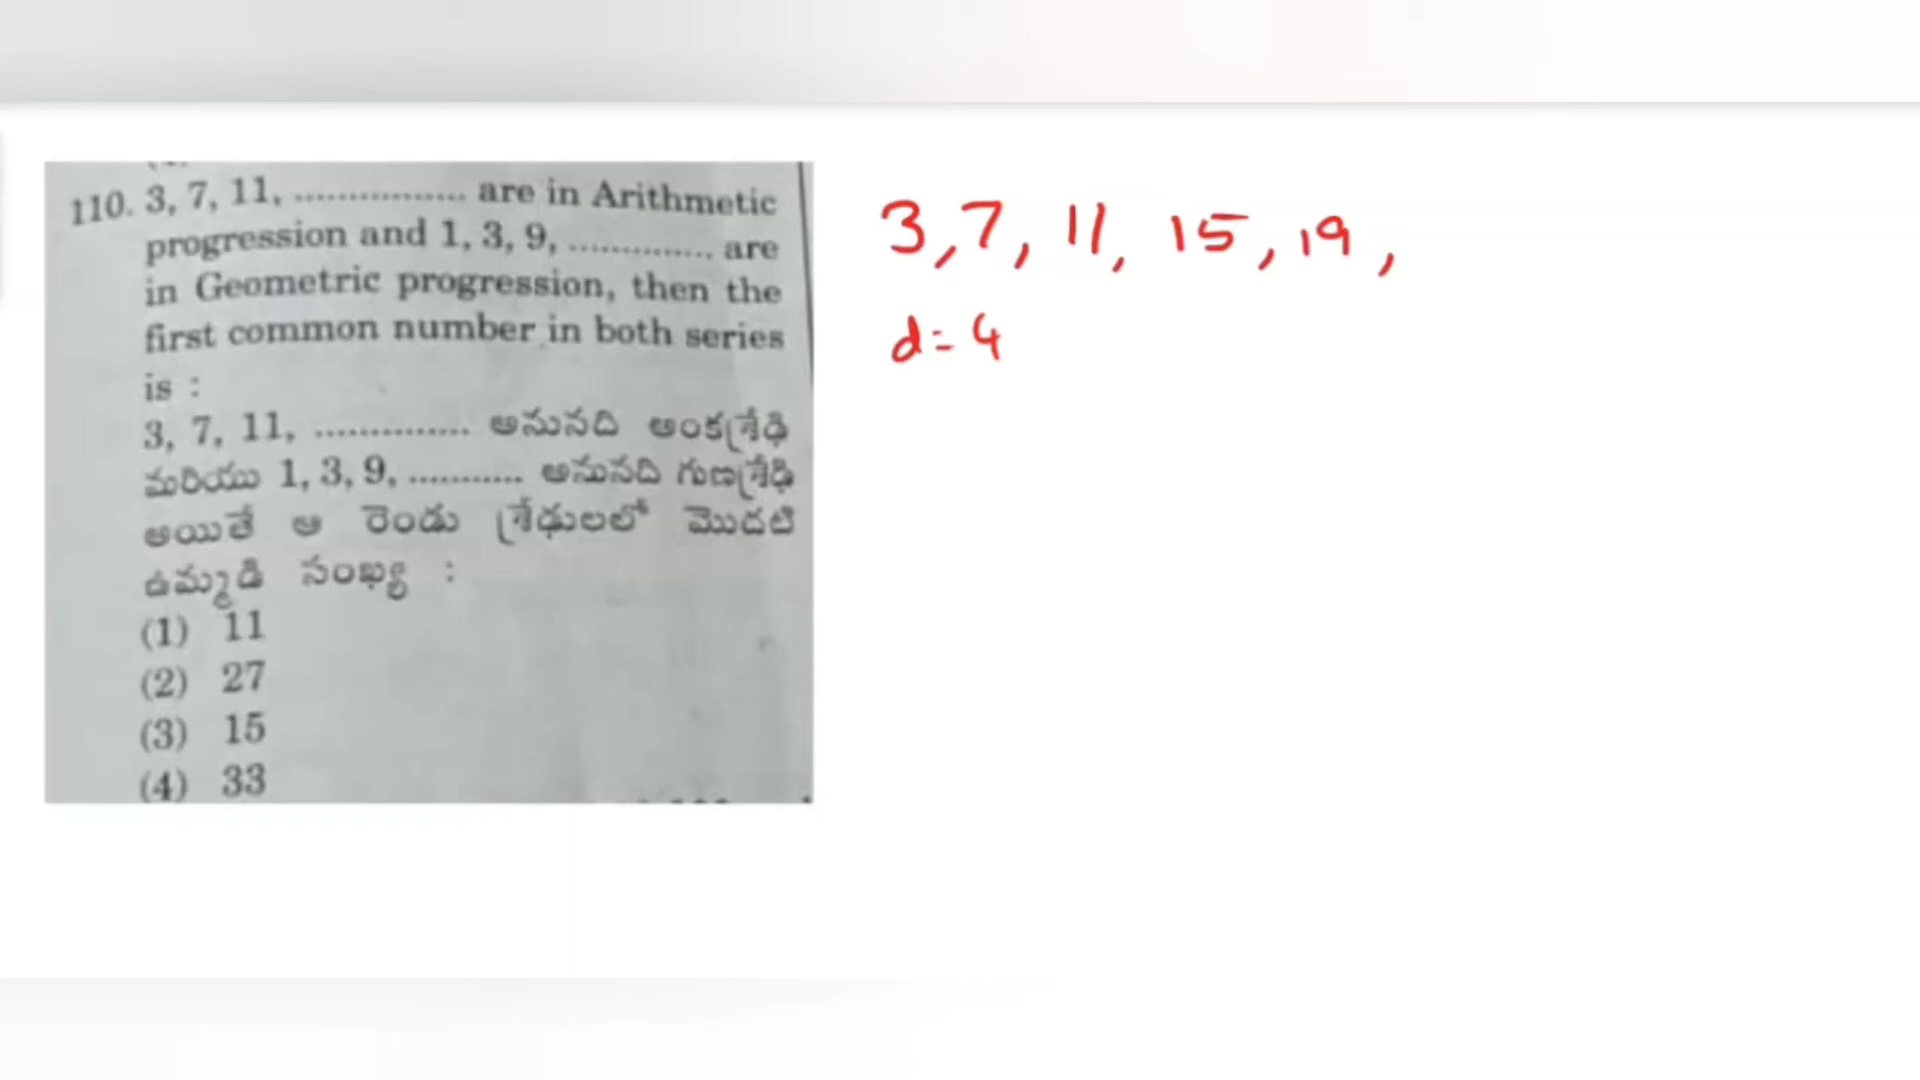 110. 3, 7, 11, ................ are in Arithmetic
progression and 1, 3, 9, ............. are
in Geometric progression, then the
first common number in both series
is :
3, 7, 11, .............. అనునది అంకశ్రేఢి
మరియు 1, 3, 9, ........... అనునది గుణశ్రేఢి
అయితే ఆ రెండు శ్రేఢులలో మొదటి
ఉమ్మడి సంఖ్య :
(1) 11
(2) 27
(3) 15
(4) 33
3, 7, 11, 15, 19,
d = 4